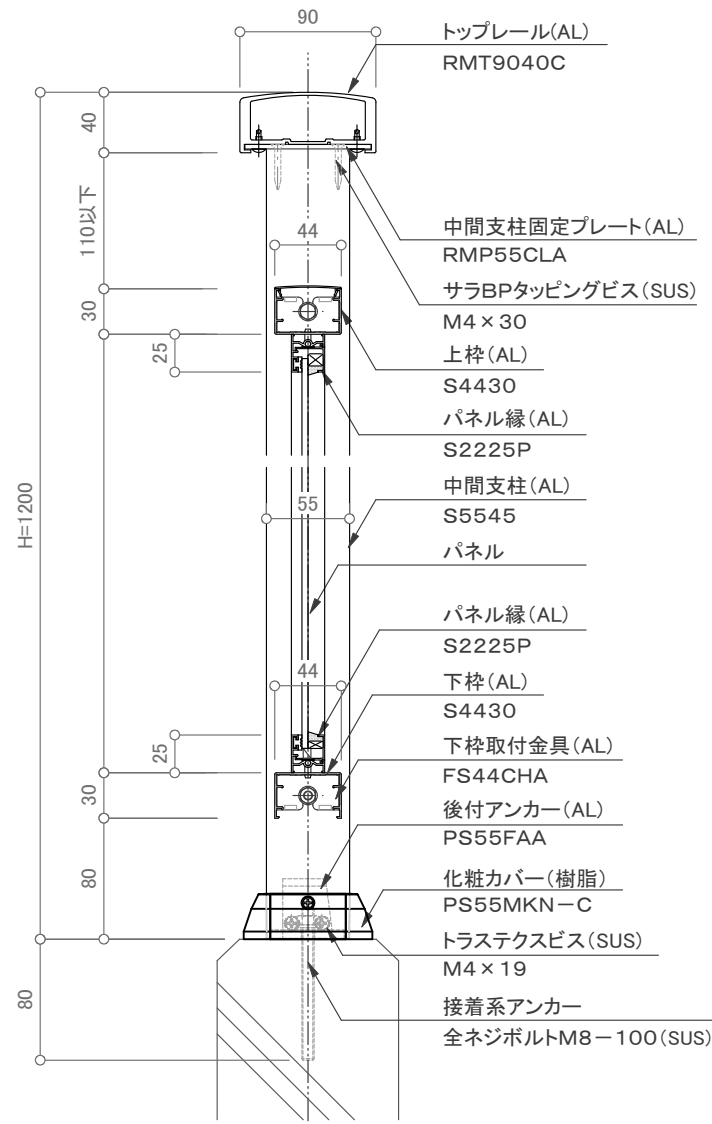 90
トップレール(AL)
RMT9040C
40
110以下
44
中間支柱固定プレート(AL)
RMP55CLA
サラBPタッピングビス(SUS)
M4×30
30
上枠(AL)
S4430
25
パネル縁(AL)
S2225P
中間支柱(AL)
S5545
55
H=1200
パネル
パネル縁(AL)
S2225P
44
下枠(AL)
S4430
25
下枠取付金具(AL)
FS44CHA
30
後付アンカー(AL)
PS55FAA
80
化粧カバー(樹脂)
PS55MKN-C
トラステクスビス(SUS)
M4×19
80
接着系アンカー
全ネジボルトM8-100(SUS)